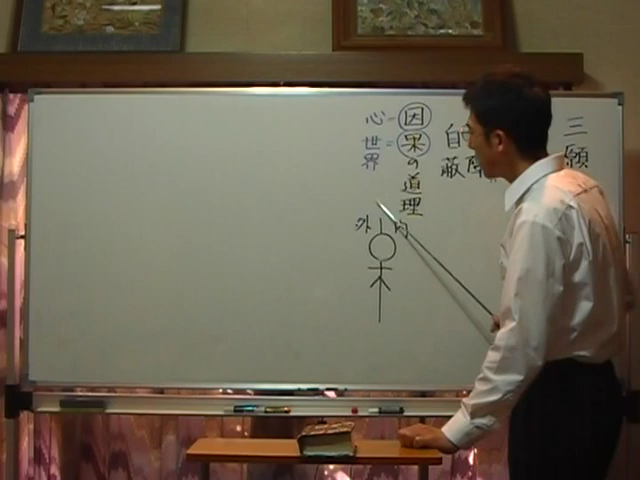 三願
自
蔽
因果の道理
心=
世界=
外
内